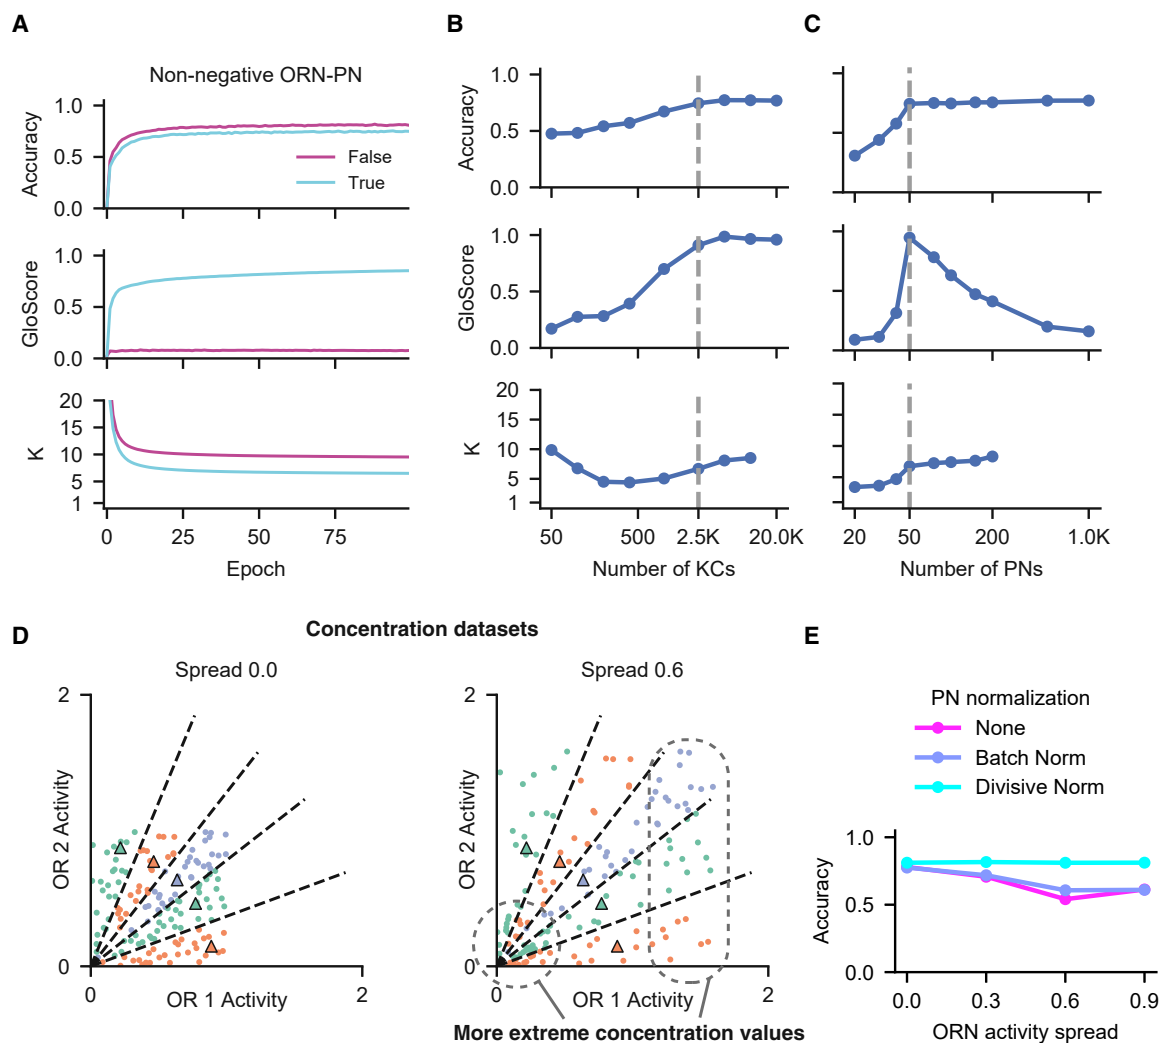 A
B
C
Non-negative ORN-PN
Accuracy
1.0
0.5
0.0
False
True
GloScore
1.0
0.5
0.0
K
20
15
10
5
1
0
25
50
75
Epoch
Accuracy
1.0
0.5
0.0
GloScore
1.0
0.5
0.0
K
20
15
10
5
1
50
500
2.5K
20.0K
Number of KCs
20
50
200
1.0K
Number of PNs
D
Concentration datasets
E
Spread 0.0
OR 2 Activity
2
0
0
OR 1 Activity
2
Spread 0.6
OR 2 Activity
2
0
0
OR 1 Activity
2
More extreme concentration values
PN normalization
None
Batch Norm
Divisive Norm
Accuracy
1.0
0.5
0.0
0.0
0.3
0.6
0.9
ORN activity spread